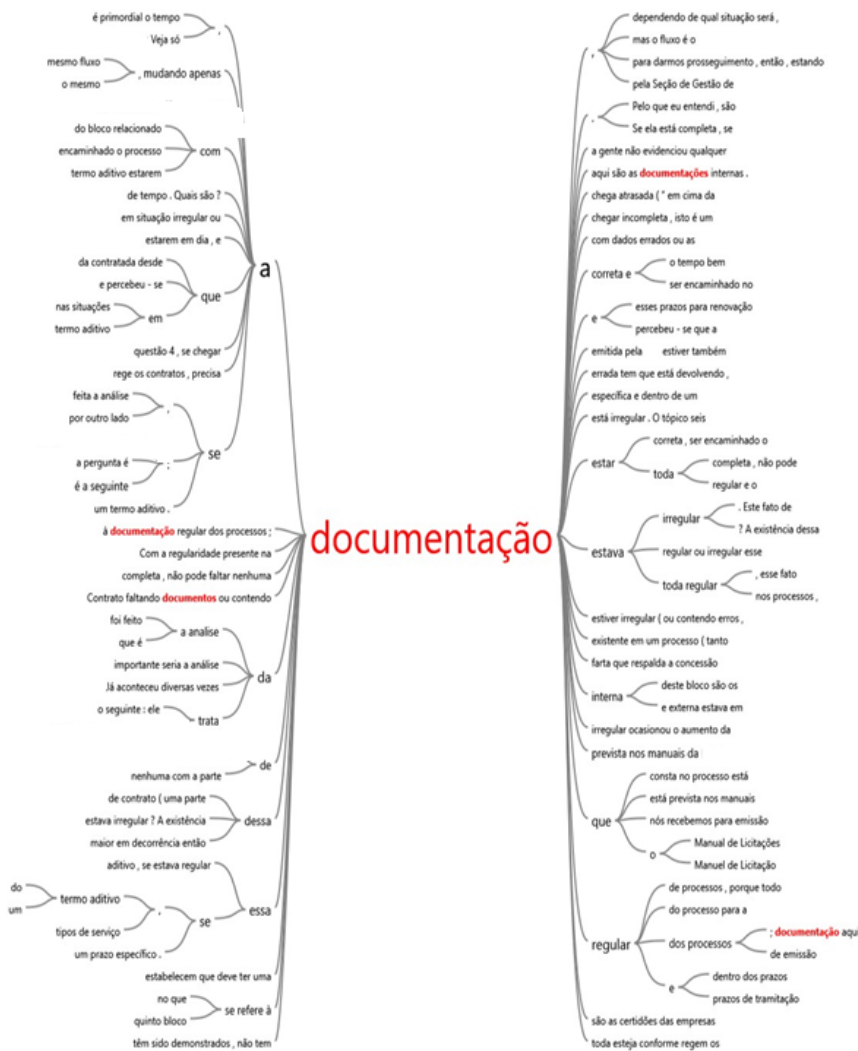 é primordial o tempo
Veja só
,
mesmo fluxo
o mesmo
, mudando apenas
do bloco relacionado
encaminhado o processo
termo aditivo estarem
com
de tempo . Quais são ?
em situação irregular ou
estarem em dia , e
a
da contratada desde
e percebeu - se
que
nas situações
termo aditivo
em
questão 4 , se chegar
rege os contratos , precisa
feita a análise
por outro lado
,
se
a pergunta é
é a seguinte
:
um termo aditivo .
à documentação regular dos processos ;
Com a regularidade presente na
completa , não pode faltar nenhuma
Contrato faltando documentos ou contendo
foi feito
que é
a analise
importante seria a análise
Já aconteceu diversas vezes
da
o seguinte : ele
trata
de
nenhuma com a parte
de contrato ( uma parte
estava irregular ? A existência
maior em decorrência então
dessa
aditivo , se estava regular
do
um
termo aditivo
,
tipos de serviço
se
essa
um prazo específico .
estabelecem que deve ter uma
no que
quinto bloco
se refere à
têm sido demonstrados , não tem
documentação
,
dependendo de qual situação será ,
mas o fluxo é o
para darmos prosseguimento , então , estando
pela Seção de Gestão de
.
Pelo que eu entendi , são
Se ela está completa , se
a gente não evidenciou qualquer
aqui são as documentações internas .
chega atrasada ( " em cima da
chegar incompleta , isto é um
com dados errados ou as
correta e
o tempo bem
ser encaminhado no
e
esses prazos para renovação
percebeu - se que a
emitida pela estiver também
errada tem que está devolvendo ,
específica e dentro de um
está irregular . O tópico seis
estar
correta , ser encaminhado o
toda
completa , não pode
regular e o
estava
irregular
. Este fato de
? A existência dessa
regular ou irregular esse
toda regular
, esse fato
nos processos ,
estiver irregular ( ou contendo erros ,
existente em um processo ( tanto
farta que respalda a concessão
interna
deste bloco são os
e externa estava em
irregular ocasionou o aumento da
prevista nos manuais da
que
consta no processo está
está prevista nos manuais
nós recebemos para emissão
o
Manual de Licitações
Manuel de Licitação
regular
de processos , porque todo
do processo para a
dos processos
; documentação aqui
de emissão
e
dentro dos prazos
prazos de tramitação
são as certidões das empresas
toda esteja conforme regem os